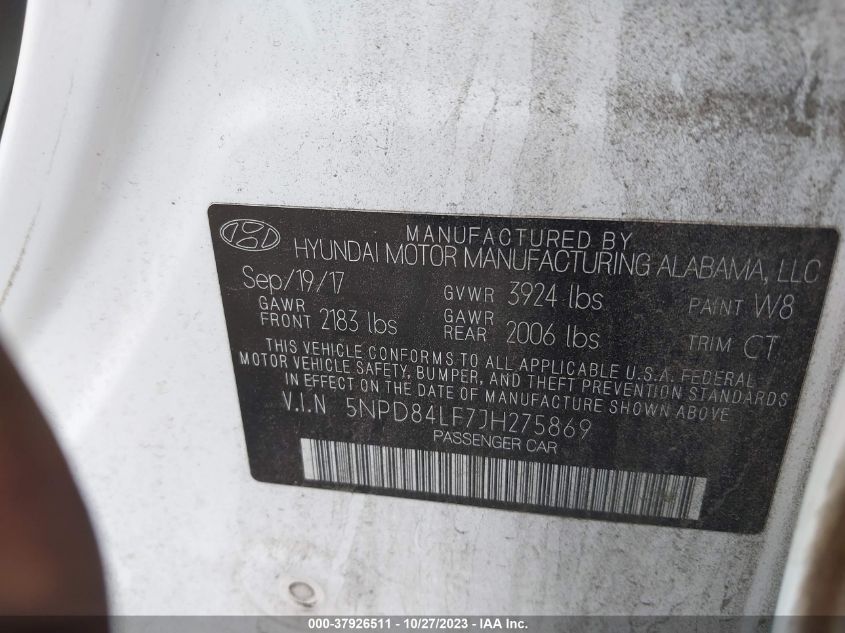 MANUFACTURED BY
HYUNDAI MOTOR MANUFACTURING ALABAMA, LLC
Sep/19/17 GVWR 3924 lbs PAINT W8
GAWR FRONT 2183 lbs GAWR REAR 2006 lbs TRIM CT
THIS VEHICLE CONFORMS TO ALL APPLICABLE U.S.A. FEDERAL
MOTOR VEHICLE SAFETY, BUMPER, AND THEFT PREVENTION STANDARDS
IN EFFECT ON THE DATE OF MANUFACTURE SHOWN ABOVE
V.I.N 5NPD84LF7JH275869
PASSENGER CAR
000-37926511 - 10/27/2023 - Copyright © 2023 IAA, Inc.